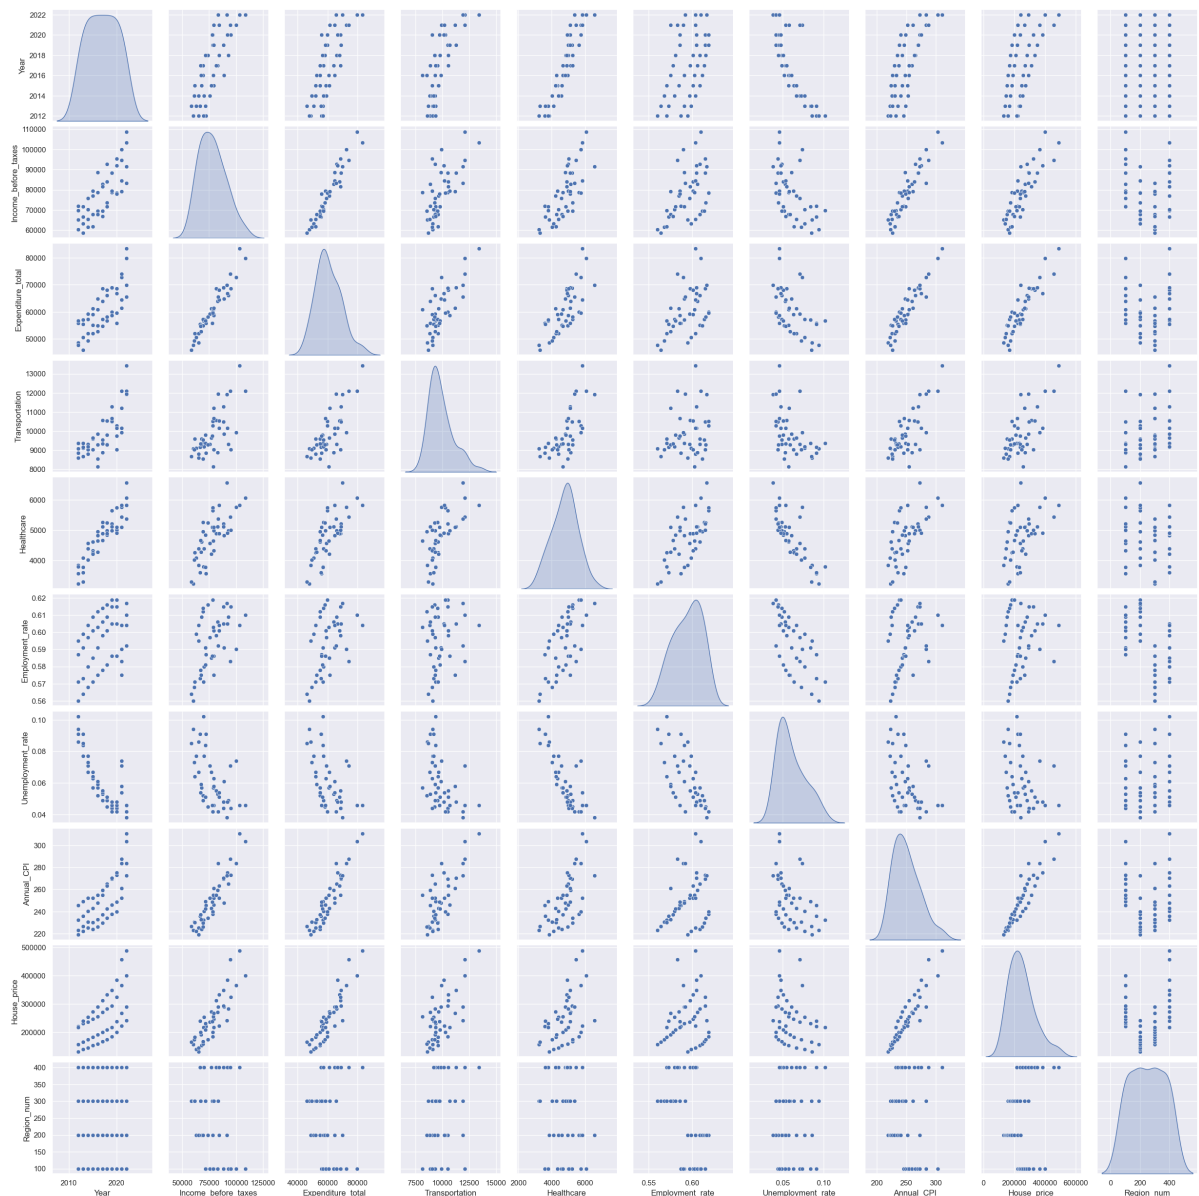 2022
2020
2018
2016
2014
2012
Year
110000
100000
90000
80000
70000
60000
Income_before_taxes
80000
70000
60000
50000
Expenditure_total
13000
12000
11000
10000
9000
8000
Transportation
6000
5000
4000
Healthcare
0.62
0.61
0.60
0.59
0.58
0.57
0.56
Employment_rate
0.10
0.08
0.06
0.04
Unemployment_rate
300
280
260
240
220
Annual_CPI
500000
400000
300000
200000
House_price
400
350
300
250
200
150
100
Region_num
2010 2020
Year
50000 75000 100000 125000
Income_before_taxes
40000 60000 80000
Expenditure_total
7500 10000 12500 15000
Transportation
2000 4000 6000
Healthcare
0.55 0.60
Employment_rate
0.05 0.10
Unemployment_rate
200 250 300
Annual_CPI
0 200000 400000 600000
House_price
0 200 400
Region_num